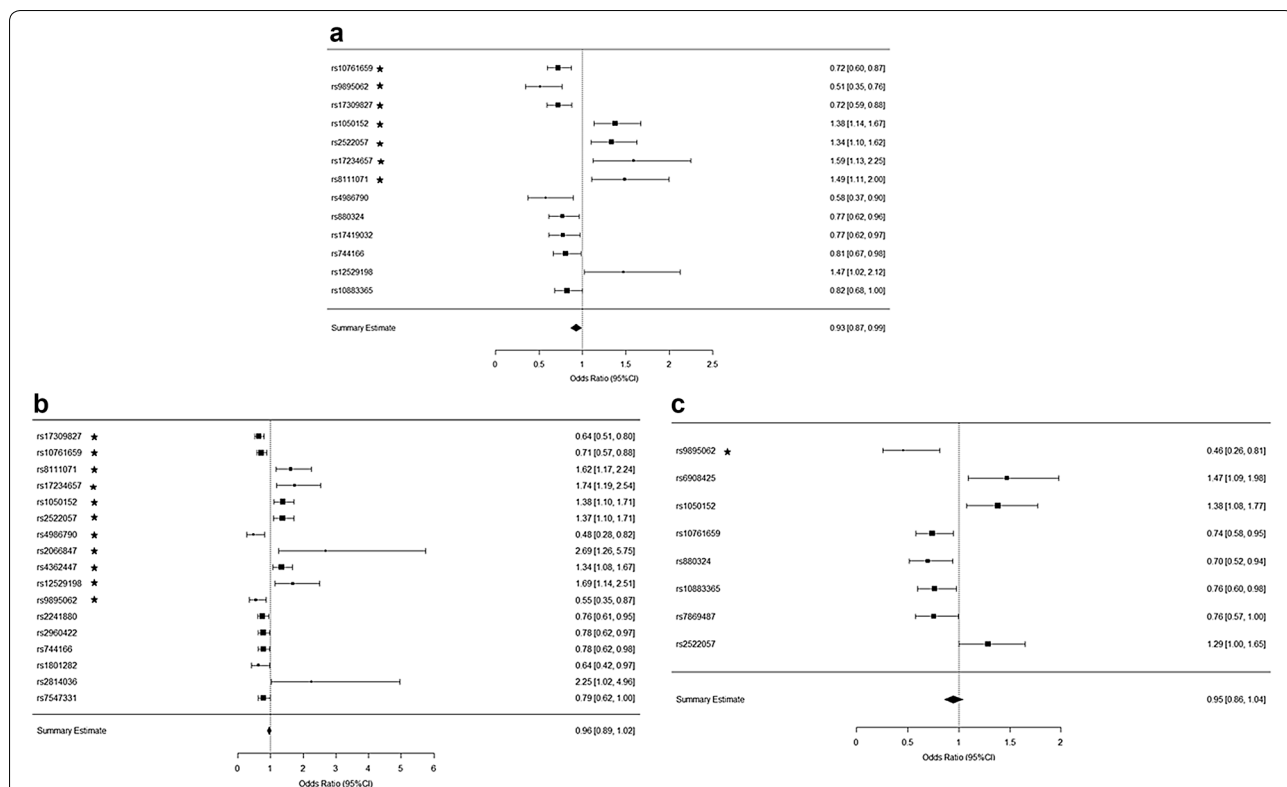 a
rs10761659 ★ 0.72 [0.60, 0.87]
rs9895062 ★ 0.51 [0.35, 0.76]
rs17309827 ★ 0.72 [0.59, 0.88]
rs1050152 ★ 1.38 [1.14, 1.67]
rs2522057 ★ 1.34 [1.10, 1.62]
rs17234657 ★ 1.59 [1.13, 2.25]
rs8111071 ★ 1.49 [1.11, 2.00]
rs4986790 0.58 [0.37, 0.90]
rs880324 0.77 [0.62, 0.96]
rs17419032 0.77 [0.62, 0.97]
rs744166 0.81 [0.67, 0.98]
rs12529198 1.47 [1.02, 2.12]
rs10883365 0.82 [0.68, 1.00]
Summary Estimate 0.93 [0.87, 0.99]
0 0.5 1 1.5 2 2.5
Odds Ratio (95%CI)
b
rs17309827 ★ 0.64 [0.51, 0.80]
rs10761659 ★ 0.71 [0.57, 0.88]
rs8111071 ★ 1.62 [1.17, 2.24]
rs17234657 ★ 1.74 [1.19, 2.54]
rs1050152 ★ 1.38 [1.10, 1.71]
rs2522057 ★ 1.37 [1.10, 1.71]
rs4986790 ★ 0.48 [0.28, 0.82]
rs2066847 ★ 2.69 [1.26, 5.75]
rs4362447 ★ 1.34 [1.08, 1.67]
rs12529198 ★ 1.69 [1.14, 2.51]
rs9895062 ★ 0.55 [0.35, 0.87]
rs2241880 0.76 [0.61, 0.95]
rs2960422 0.78 [0.62, 0.97]
rs744166 0.78 [0.62, 0.98]
rs1801282 0.64 [0.42, 0.97]
rs2814036 2.25 [1.02, 4.96]
rs7547331 0.79 [0.62, 1.00]
Summary Estimate 0.96 [0.89, 1.02]
0 1 2 3 4 5 6
Odds Ratio (95%CI)
c
rs9895062 ★ 0.46 [0.26, 0.81]
rs6908425 1.47 [1.09, 1.98]
rs1050152 1.38 [1.08, 1.77]
rs10761659 0.74 [0.58, 0.95]
rs880324 0.70 [0.52, 0.94]
rs10883365 0.76 [0.60, 0.98]
rs7869487 0.76 [0.57, 1.00]
rs2522057 1.29 [1.00, 1.65]
Summary Estimate 0.95 [0.86, 1.04]
0 0.5 1 1.5 2
Odds Ratio (95%CI)